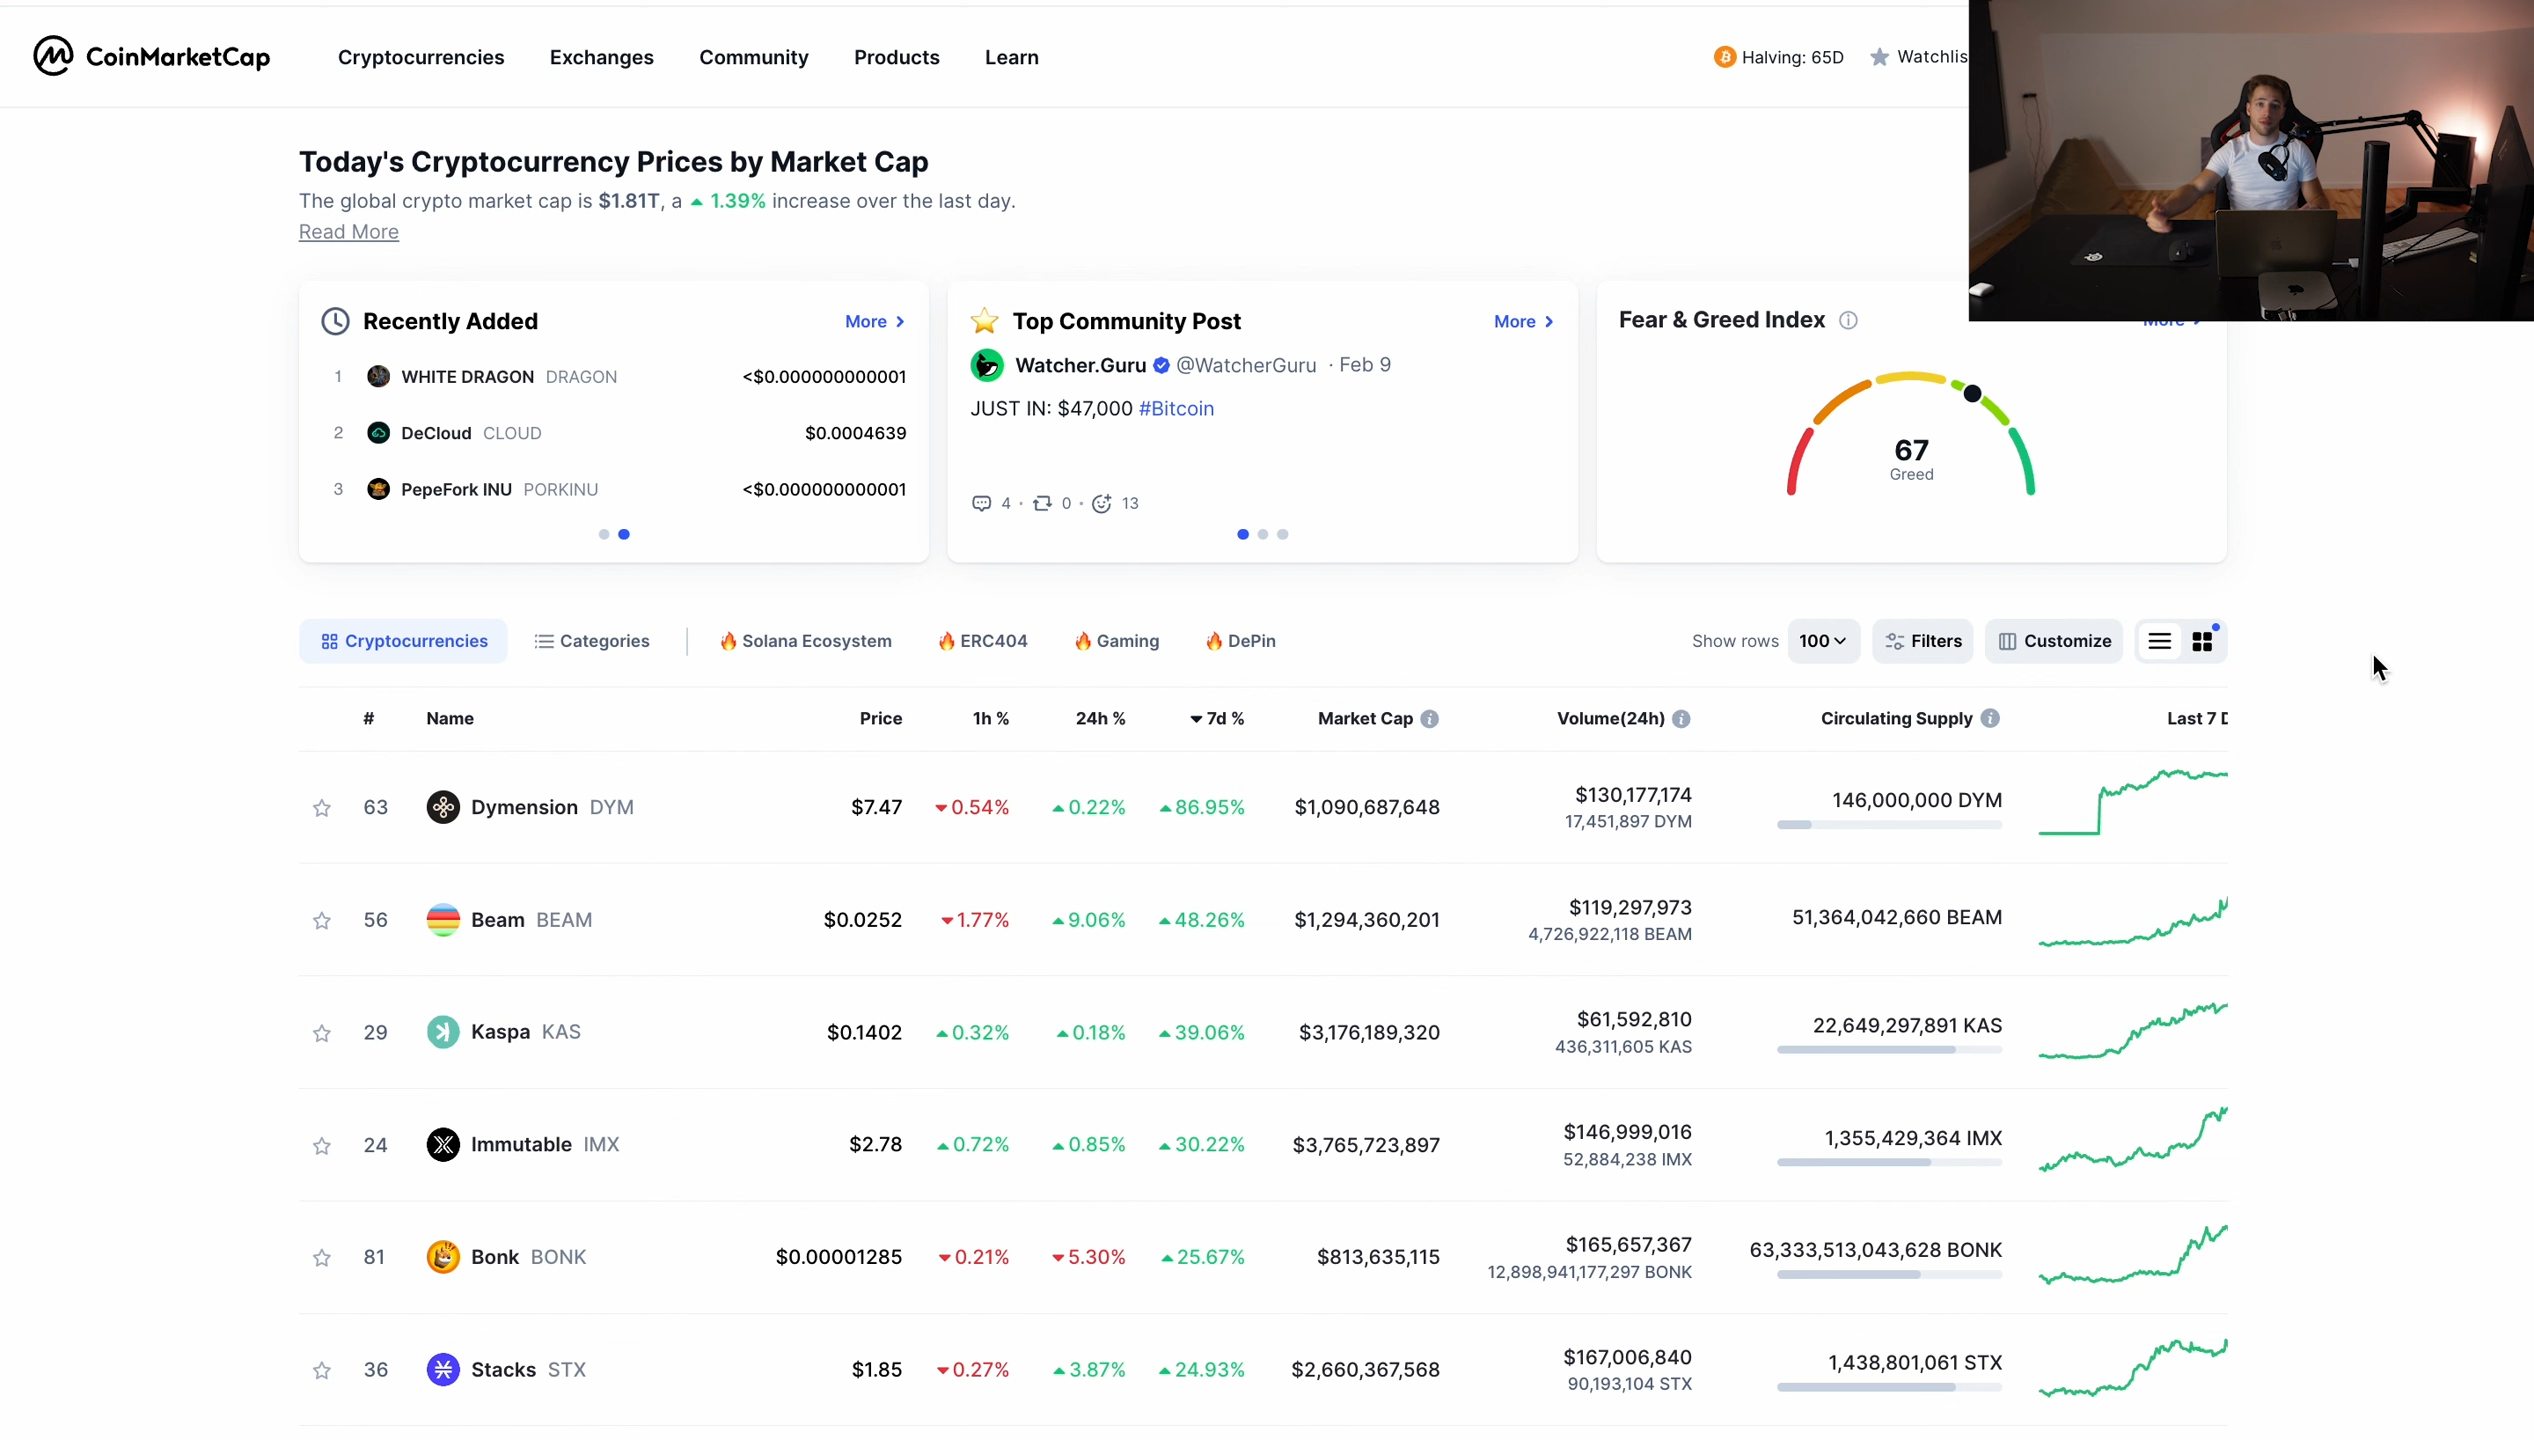 CoinMarketCap Cryptocurrencies Exchanges Community Products Learn Halving: 65D Watchlis
Today's Cryptocurrency Prices by Market Cap
The global crypto market cap is $1.81T, a 1.39% increase over the last day.
Read More
Recently Added More
1 WHITE DRAGON DRAGON <$0.000000000001
2 DeCloud CLOUD $0.0004639
3 PepeFork INU PORKINU <$0.000000000001
Top Community Post More
Watcher.Guru @WatcherGuru · Feb 9
JUST IN: $47,000 #Bitcoin
4 · 0 · 13
Fear & Greed Index More
67
Greed
Cryptocurrencies Categories Solana Ecosystem ERC404 Gaming DePin Show rows 100 Filters Customize
# Name Price 1h % 24h % 7d % Market Cap Volume(24h) Circulating Supply Last 7 D
63 Dymension DYM $7.47 0.54% 0.22% 86.95% $1,090,687,648 $130,177,174 146,000,000 DYM
17,451,897 DYM
56 Beam BEAM $0.0252 1.77% 9.06% 48.26% $1,294,360,201 $119,297,973 51,364,042,660 BEAM
4,726,922,118 BEAM
29 Kaspa KAS $0.1402 0.32% 0.18% 39.06% $3,176,189,320 $61,592,810 22,649,297,891 KAS
436,311,605 KAS
24 Immutable IMX $2.78 0.72% 0.85% 30.22% $3,765,723,897 $146,999,016 1,355,429,364 IMX
52,884,238 IMX
81 Bonk BONK $0.00001285 0.21% 5.30% 25.67% $813,635,115 $165,657,367 63,333,513,043,628 BONK
12,898,941,177,297 BONK
36 Stacks STX $1.85 0.27% 3.87% 24.93% $2,660,367,568 $167,006,840 1,438,801,061 STX
90,193,104 STX